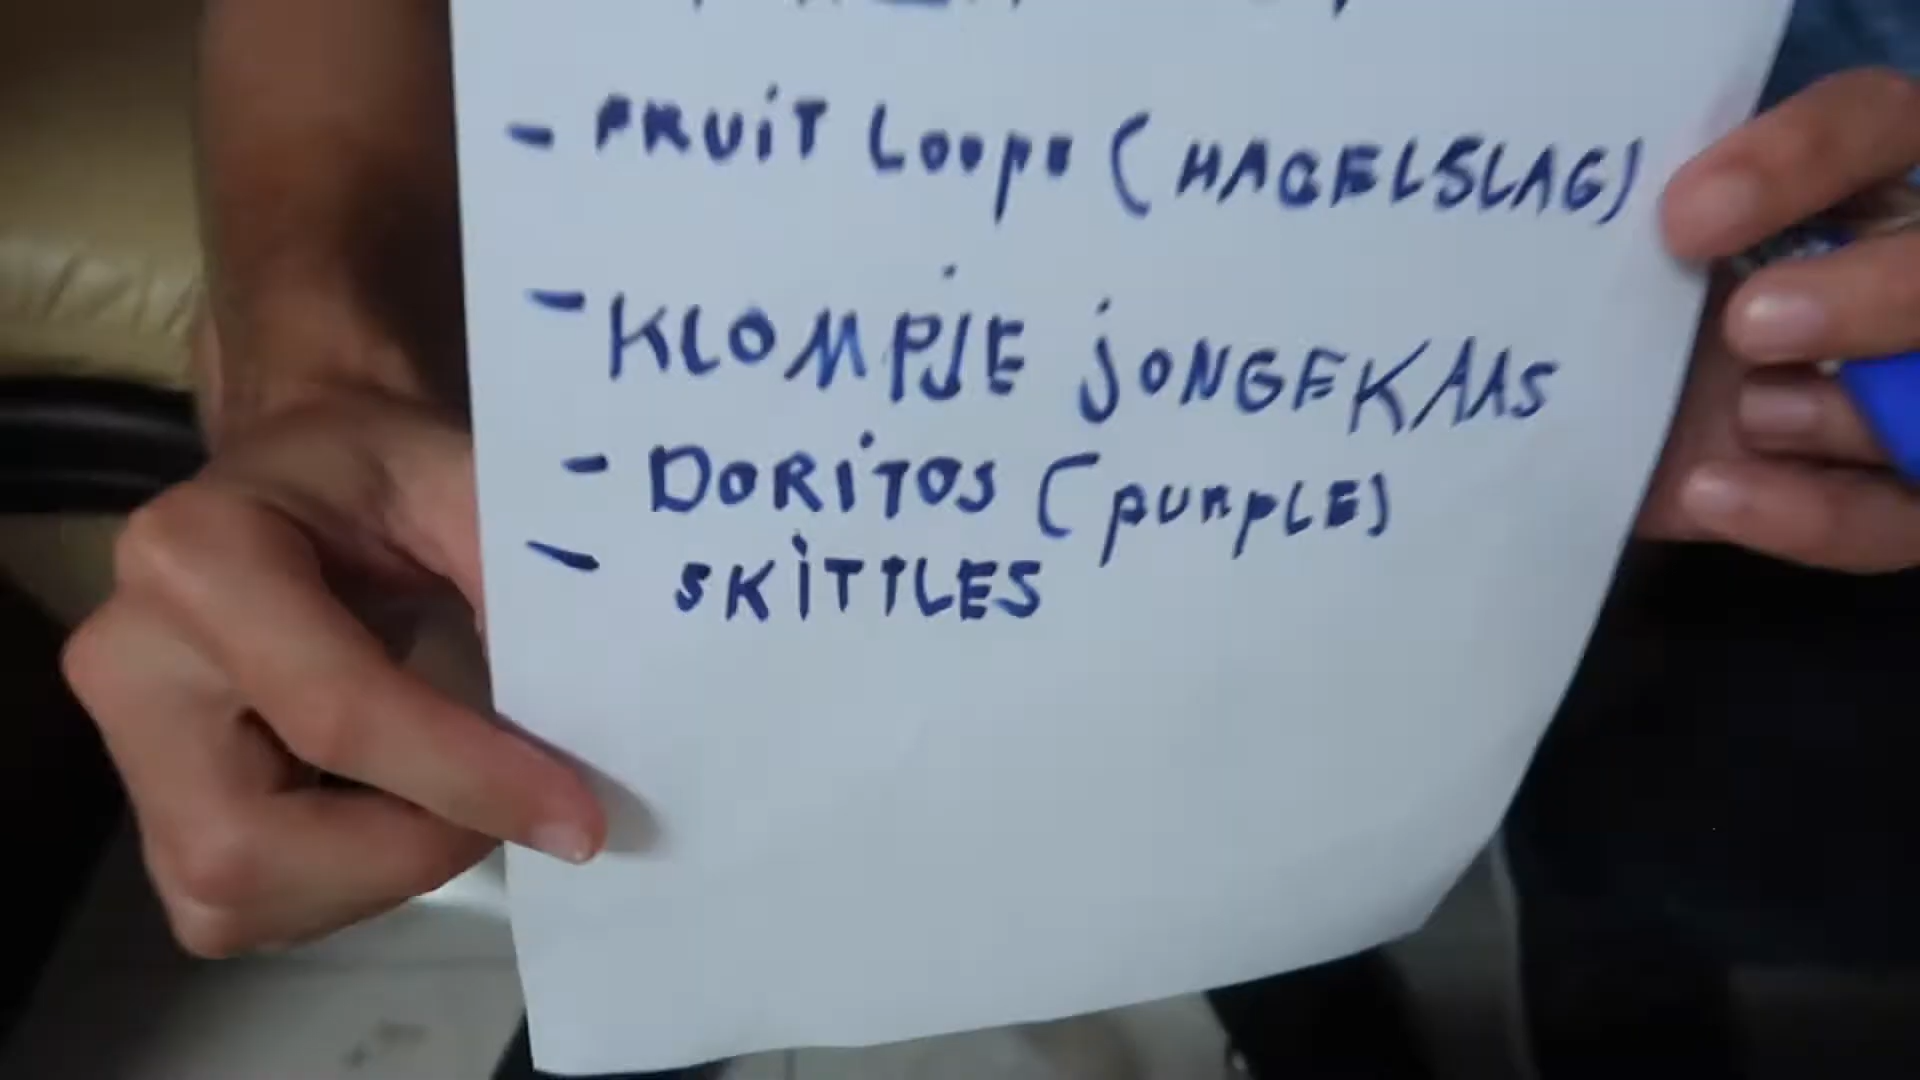 - FRUiT Loops (HAGELSLAG)
- KLOMPJE jONGEKAAS
- DORiTOS (purpLE)
- SKiTTLES